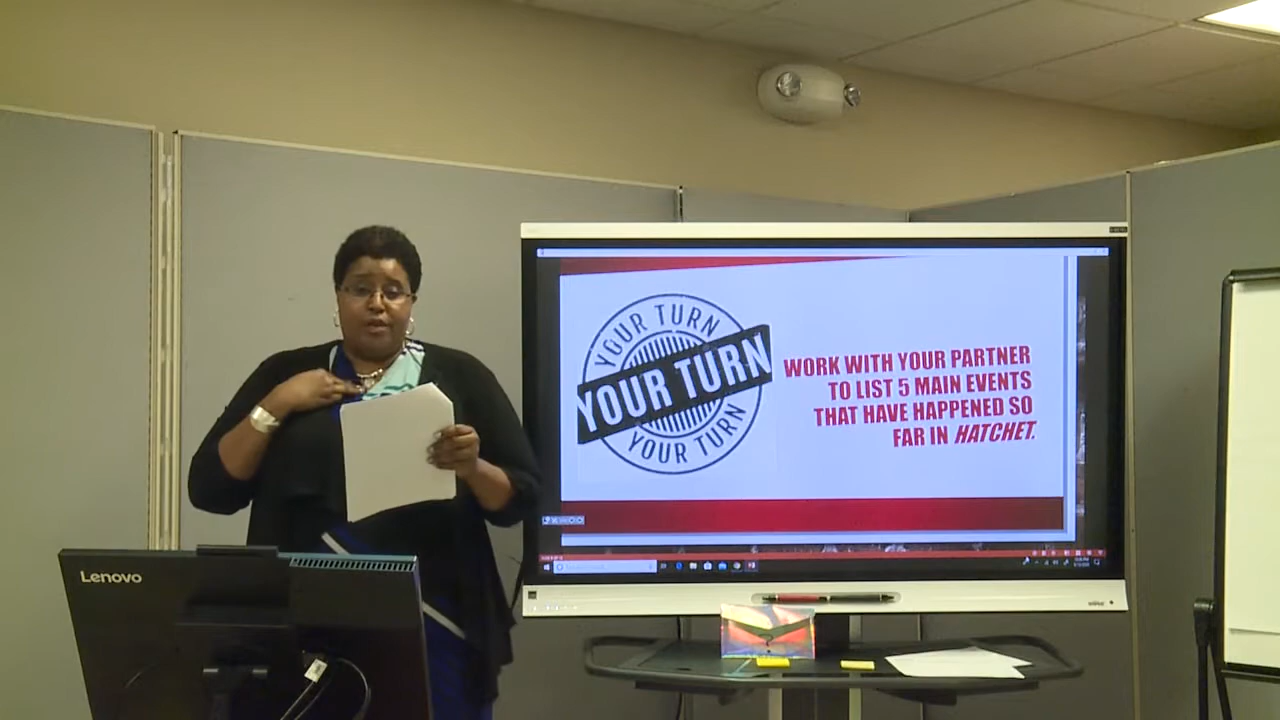 YOUR TURN
YOUR TURN
YOUR TURN
WORK WITH YOUR PARTNER
TO LIST 5 MAIN EVENTS
THAT HAVE HAPPENED SO
FAR IN HATCHET.
Lenovo